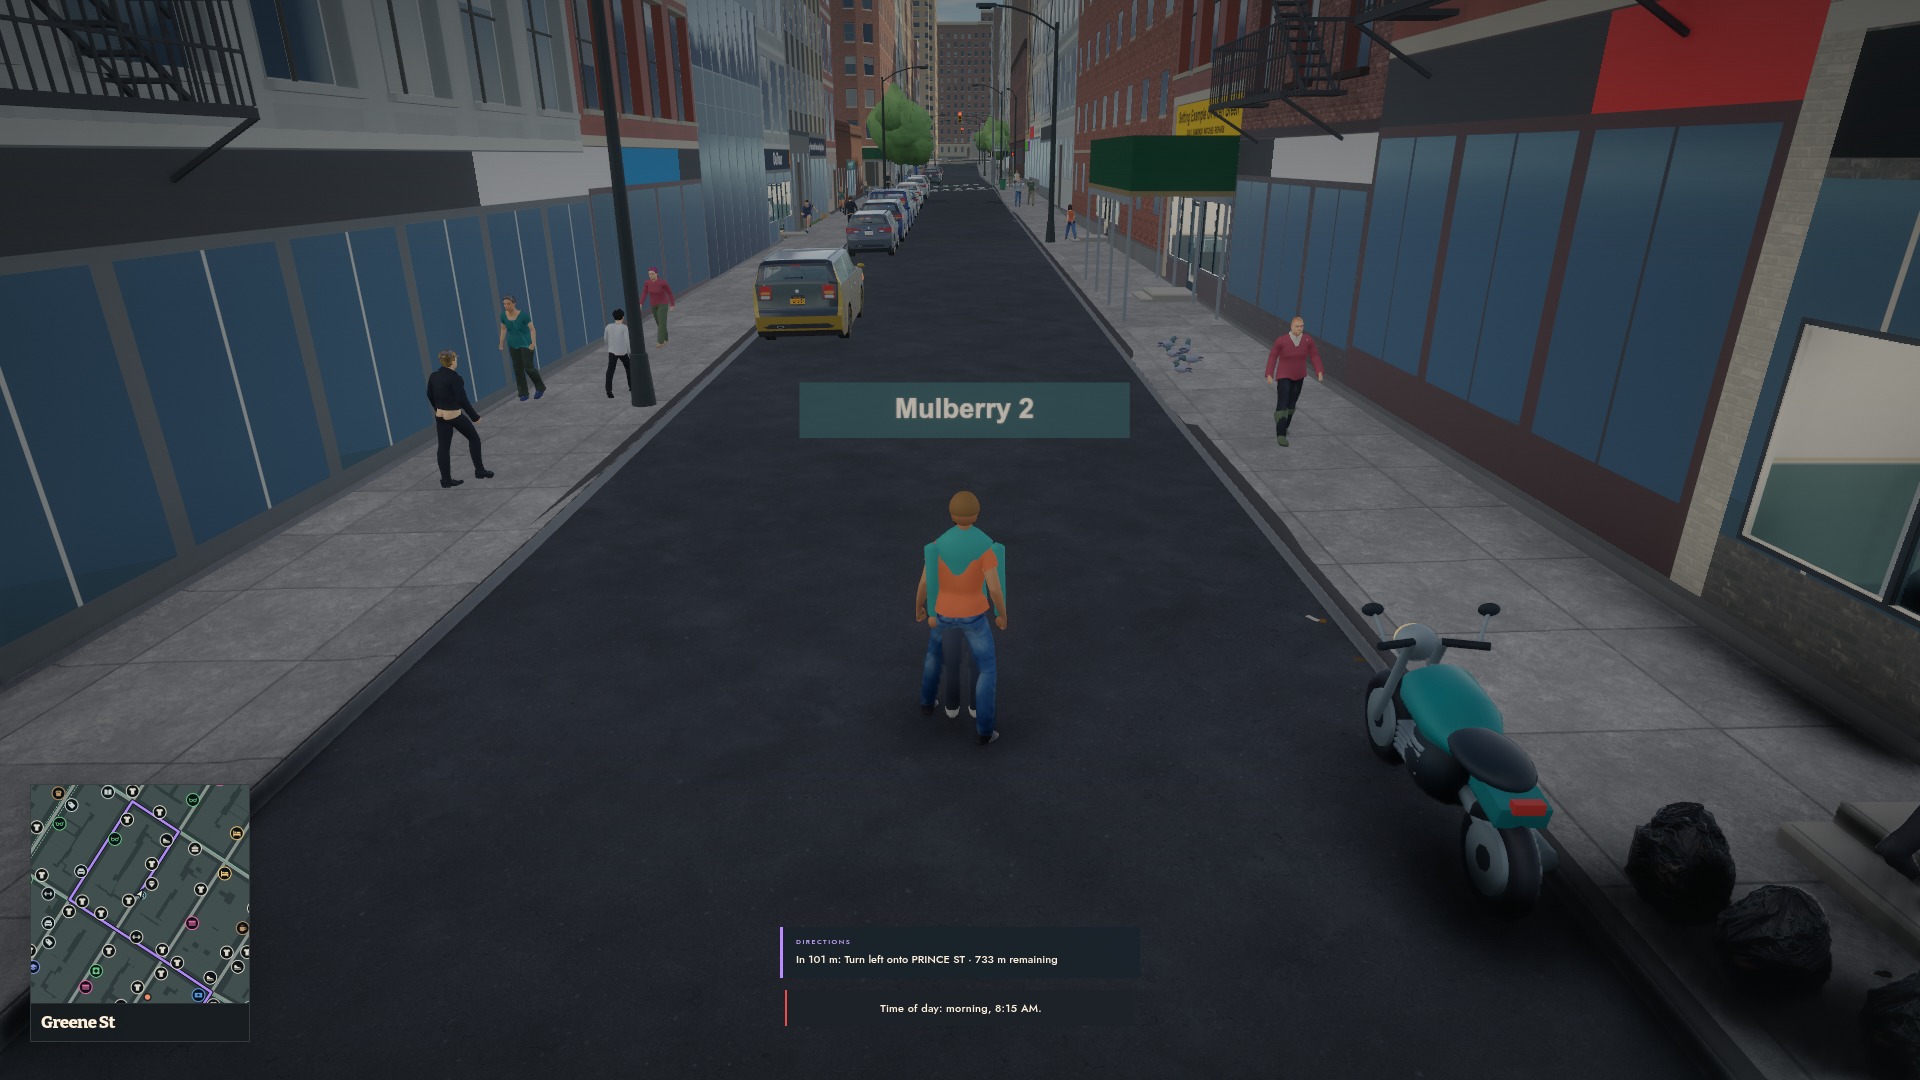 Mulberry 2
DIRECTIONS
In 101 m: Turn left onto PRINCE ST · 733 m remaining
Time of day: morning, 8:15 AM.
Greene St